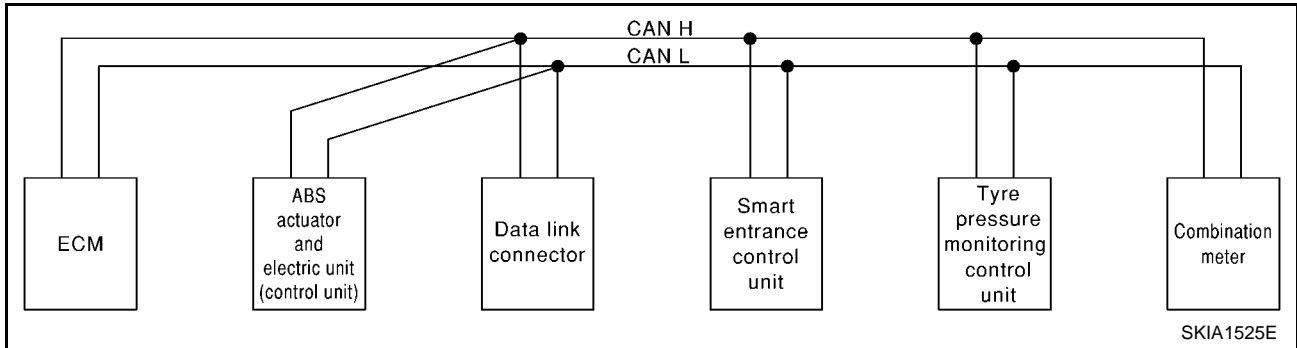 CAN H
CAN L
ECM
ABS
actuator
and
electric unit
(control unit)
Data link
connector
Smart
entrance
control
unit
Tyre
pressure
monitoring
control
unit
Combination
meter
SKIA1525E